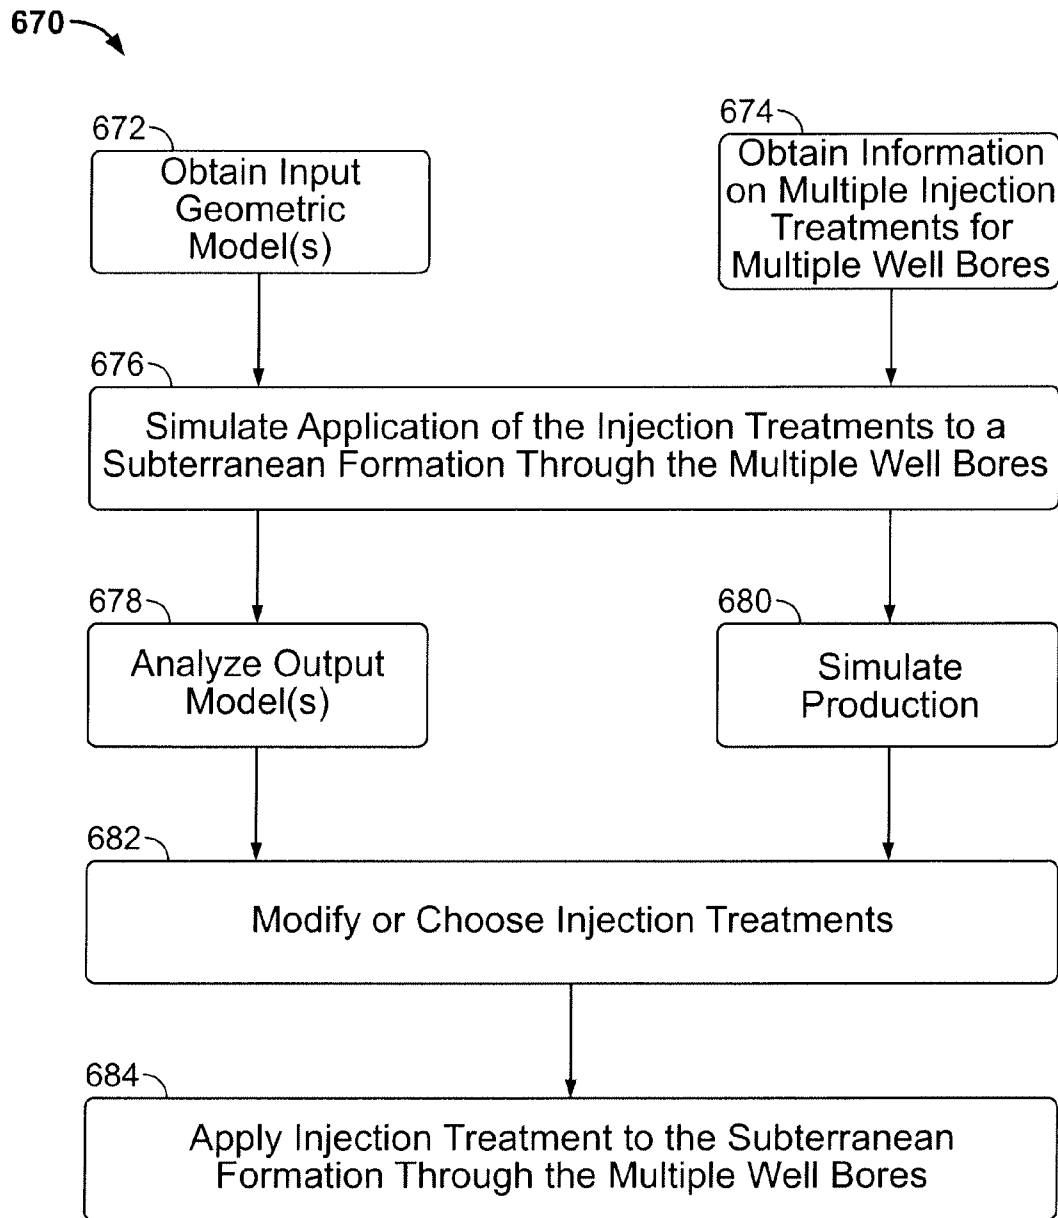 670
672
Obtain Input
Geometric
Model(s)
674
Obtain Information
on Multiple Injection
Treatments for
Multiple Well Bores
676
Simulate Application of the Injection Treatments to a
Subterranean Formation Through the Multiple Well Bores
678
Analyze Output
Model(s)
680
Simulate
Production
682
Modify or Choose Injection Treatments
684
Apply Injection Treatment to the Subterranean
Formation Through the Multiple Well Bores